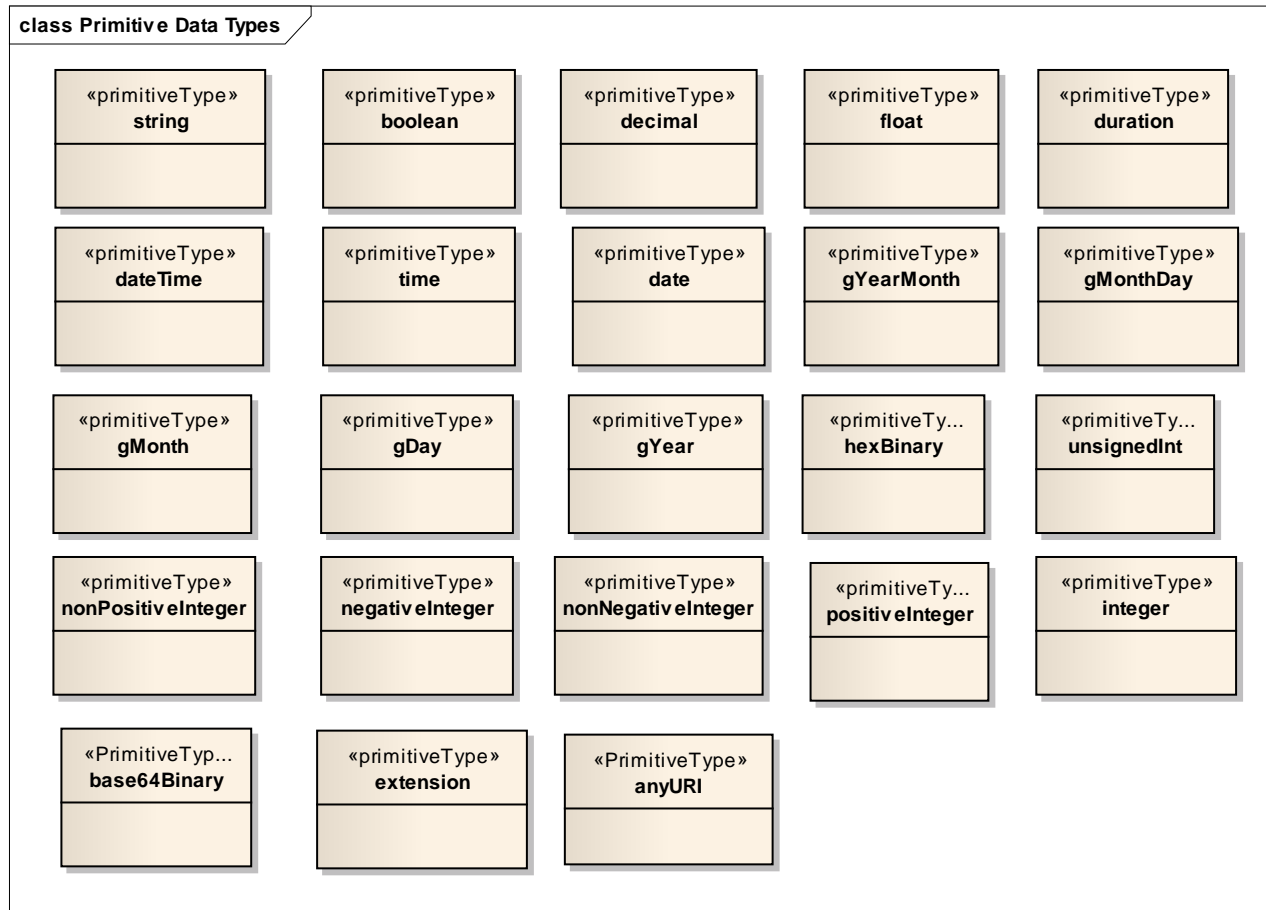 class Primitive Data Types
«primitiveType»
string
«primitiveType»
boolean
«primitiveType»
decimal
«primitiveType»
float
«primitiveType»
duration
«primitiveType»
dateTime
«primitiveType»
time
«primitiveType»
date
«primitiveType»
gYearMonth
«primitiveType»
gMonthDay
«primitiveType»
gMonth
«primitiveType»
gDay
«primitiveType»
gYear
«primitiveTy...
hexBinary
«primitiveTy...
unsignedInt
«primitiveType»
nonPositiveInteger
«primitiveType»
negativeInteger
«primitiveType»
nonNegativeInteger
«primitiveTy...
positiveInteger
«primitiveType»
integer
«PrimitiveTyp...
base64Binary
«primitiveType»
extension
«PrimitiveType»
anyURI